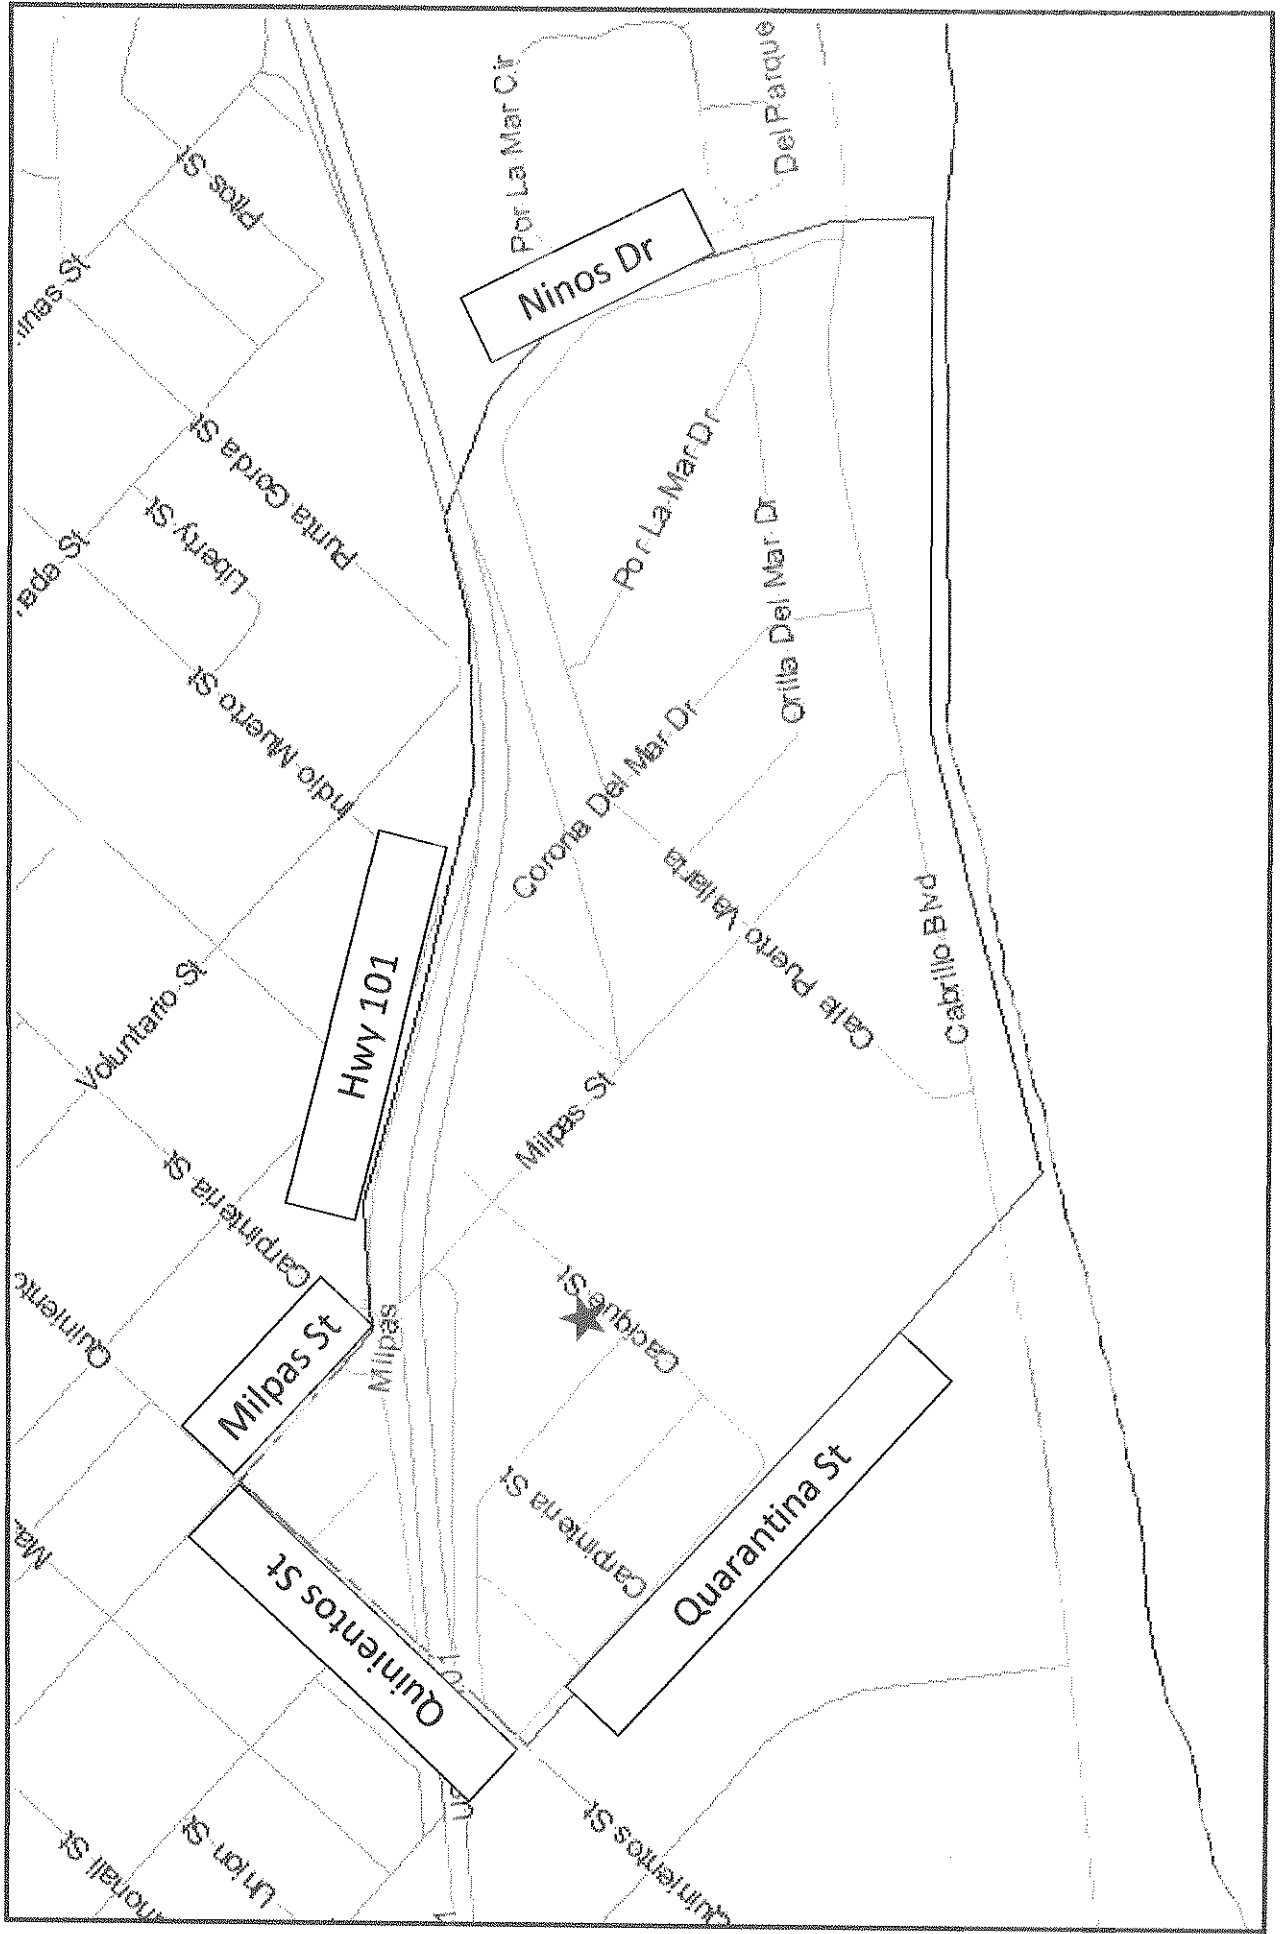 Quinientos St
Milpas St
Hwy 101
Ninos Dr
Quarantina St
Union St
Quinientos St
Carpinteria St
Cacique St
Milpas
Milpas St
Carpinteria St
Voluntario St
Indio Muerto St
Liberty St
Punta Gorda St
Pitos St
Corona Del Mar Dr
Calle Puerto Vallarta
Cabrillo Blvd
Orilla Del Mar Dr
Por La Mar Dr
Por La Mar Cir
Del Parque